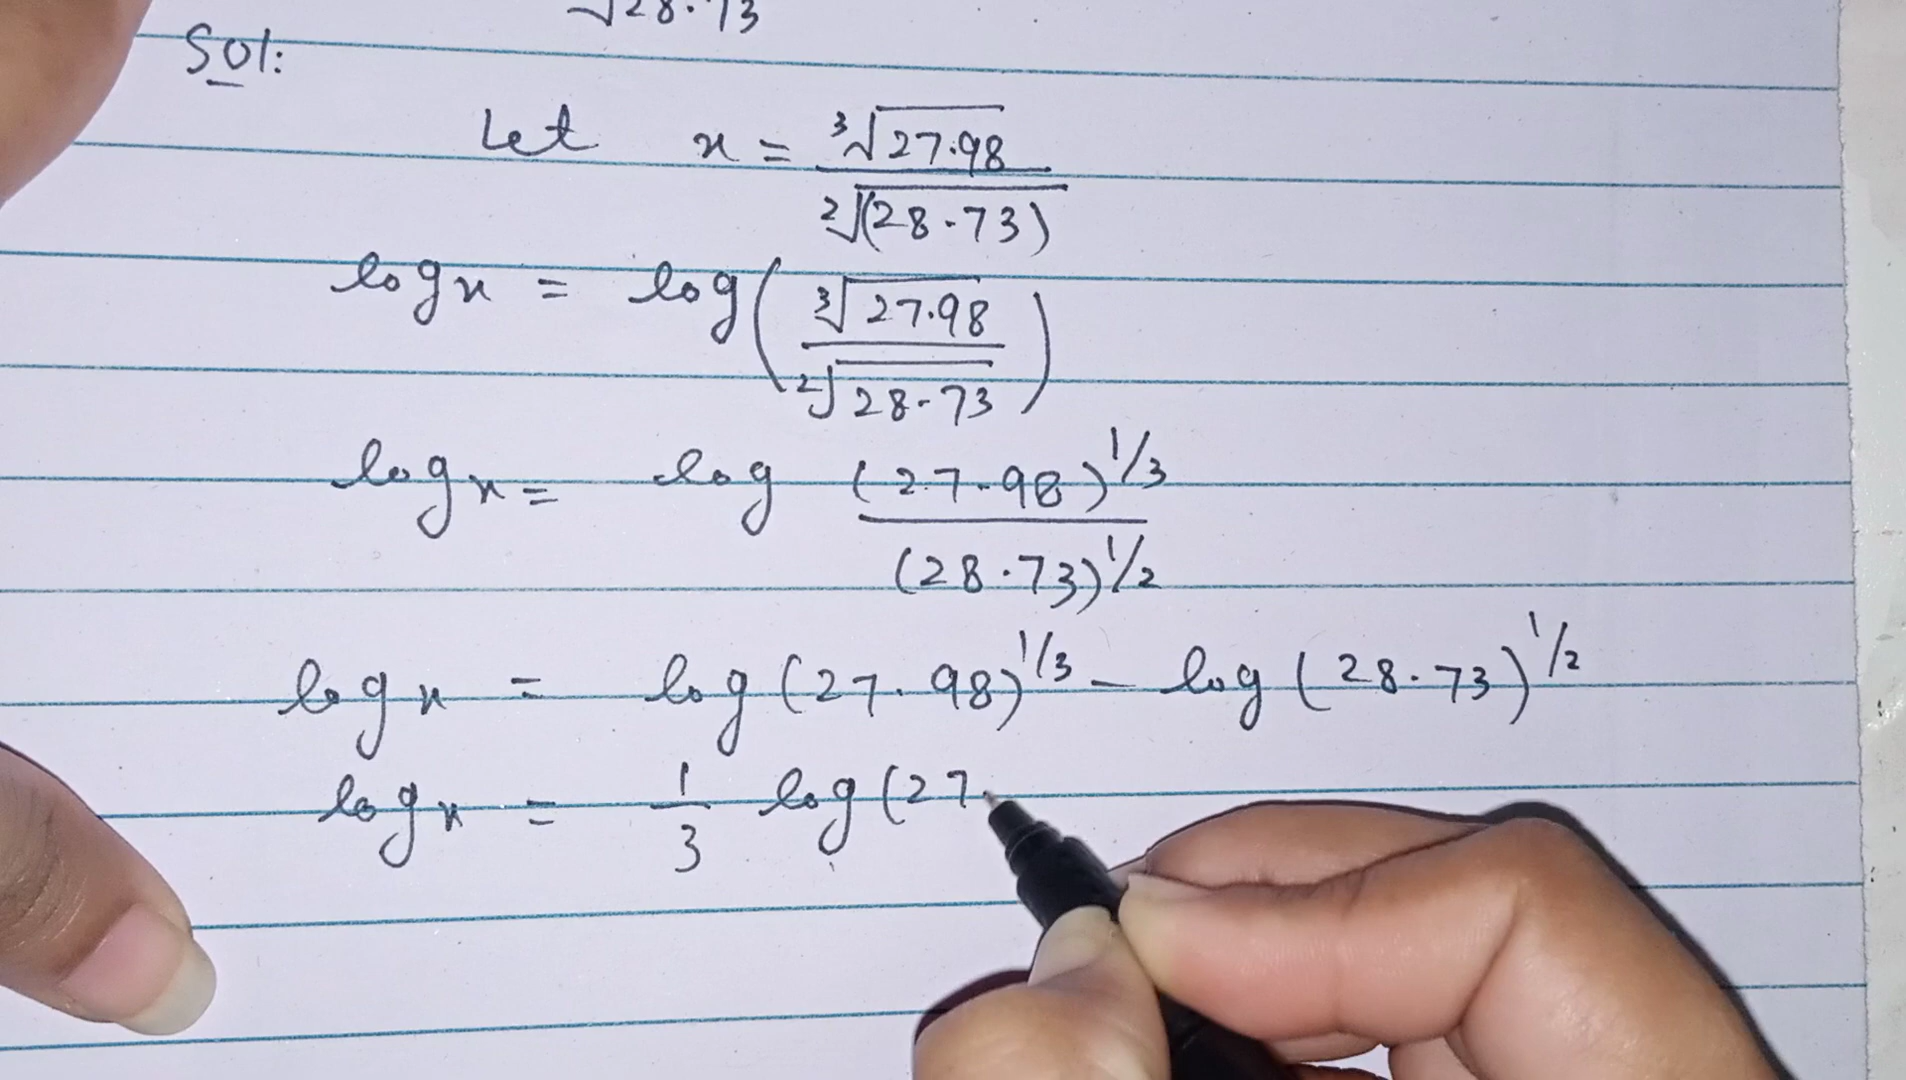 √28.73
Sol:
Let x = ∛27.98 / ²√(28.73)
log x = log(∛27.98 / ²√28.73)
log x = log (27.98)^1/3 / (28.73)^1/2
log x = log(27.98)^1/3 - log(28.73)^1/2
log x = 1/3 log(27.